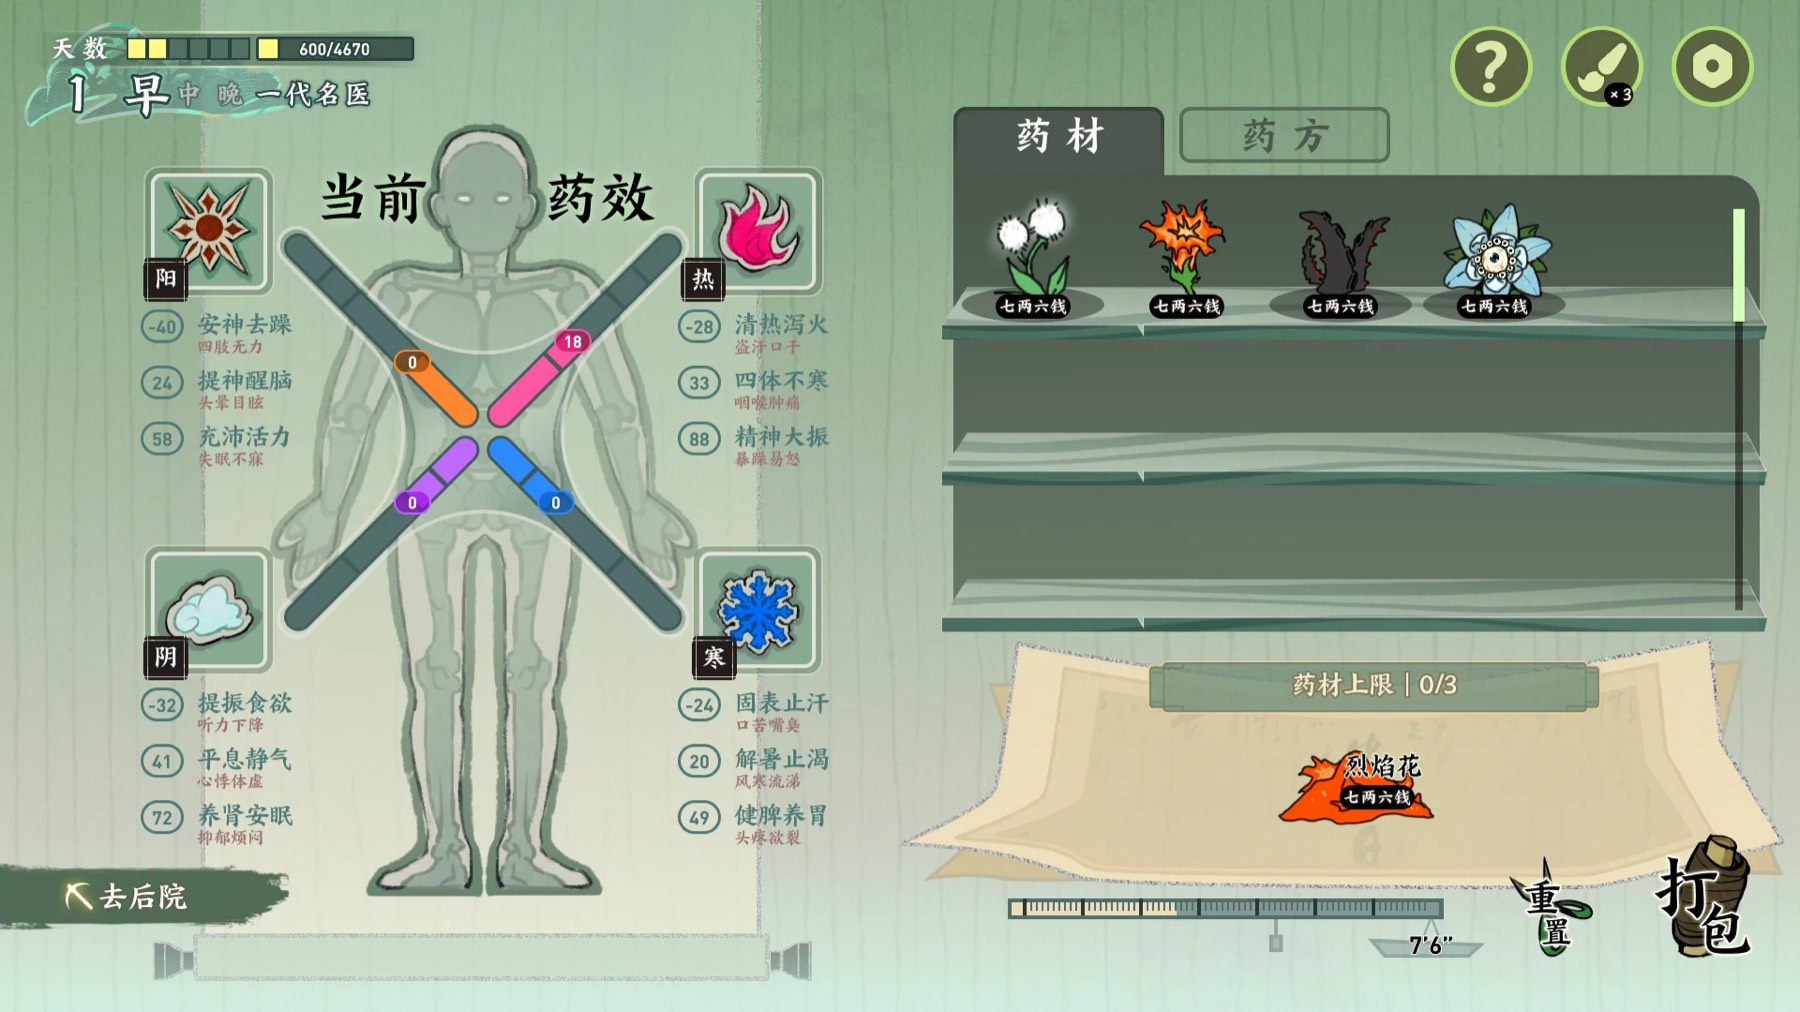 天数
600/4670
1 早 中 晚 一代名医
× 3
药材
药方
当前 药效
阳
热
-40 安神去躁
四肢无力
24 提神醒脑
头晕目眩
58 充沛活力
失眠不寐
-28 清热泻火
盗汗口干
33 四体不寒
咽喉肿痛
88 精神大振
暴躁易怒
0
18
0
0
阴
寒
-32 提振食欲
听力下降
41 平息静气
心悸体虚
72 养肾安眠
抑郁烦闷
-24 固表止汗
口苦嘴臭
20 解暑止渴
风寒流涕
49 健脾养胃
头疼欲裂
七两六钱
七两六钱
七两六钱
七两六钱
药材上限|0/3
烈焰花
七两六钱
去后院
7'6”
重置
打包